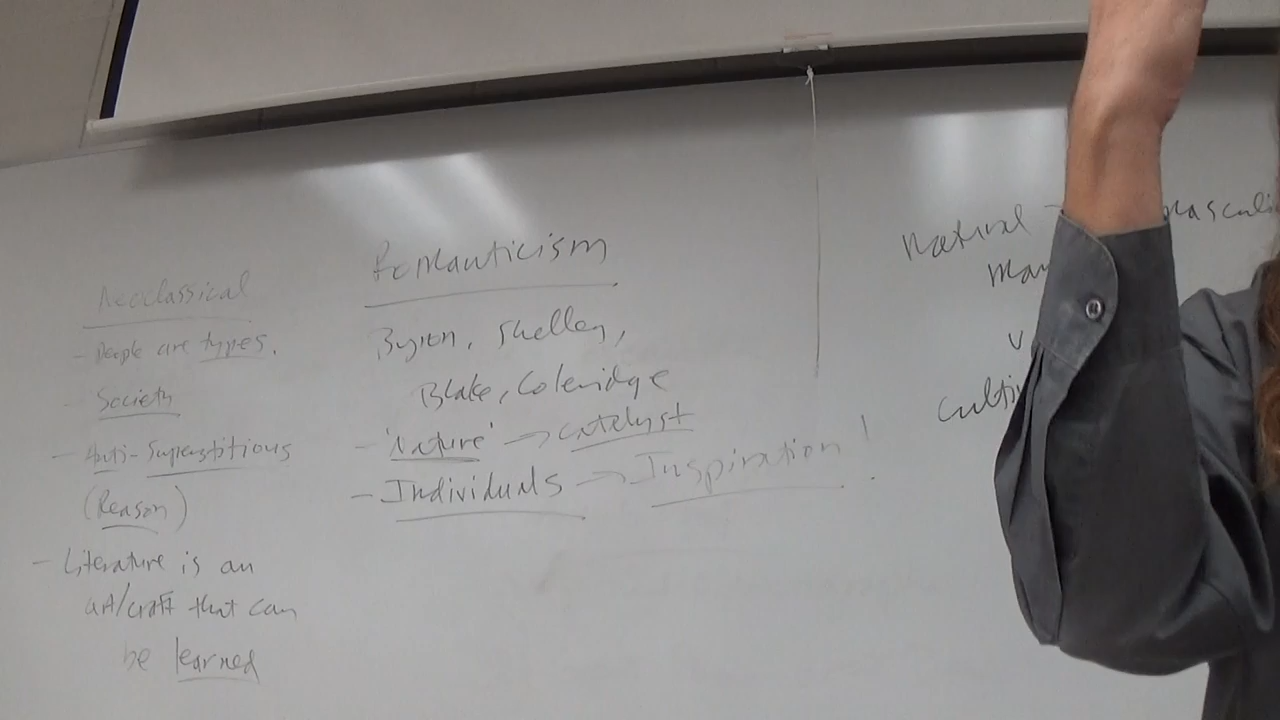 Neoclassical
- People are types.
- Society
- Anti-Superstitious
(Reason)
- Literature is an
art/craft that can
be learned
Romanticism
Byron, Shelley,
Blake, Coleridge
- 'Nature' → catalyst
- Individuals → Inspiration!
Natural
v